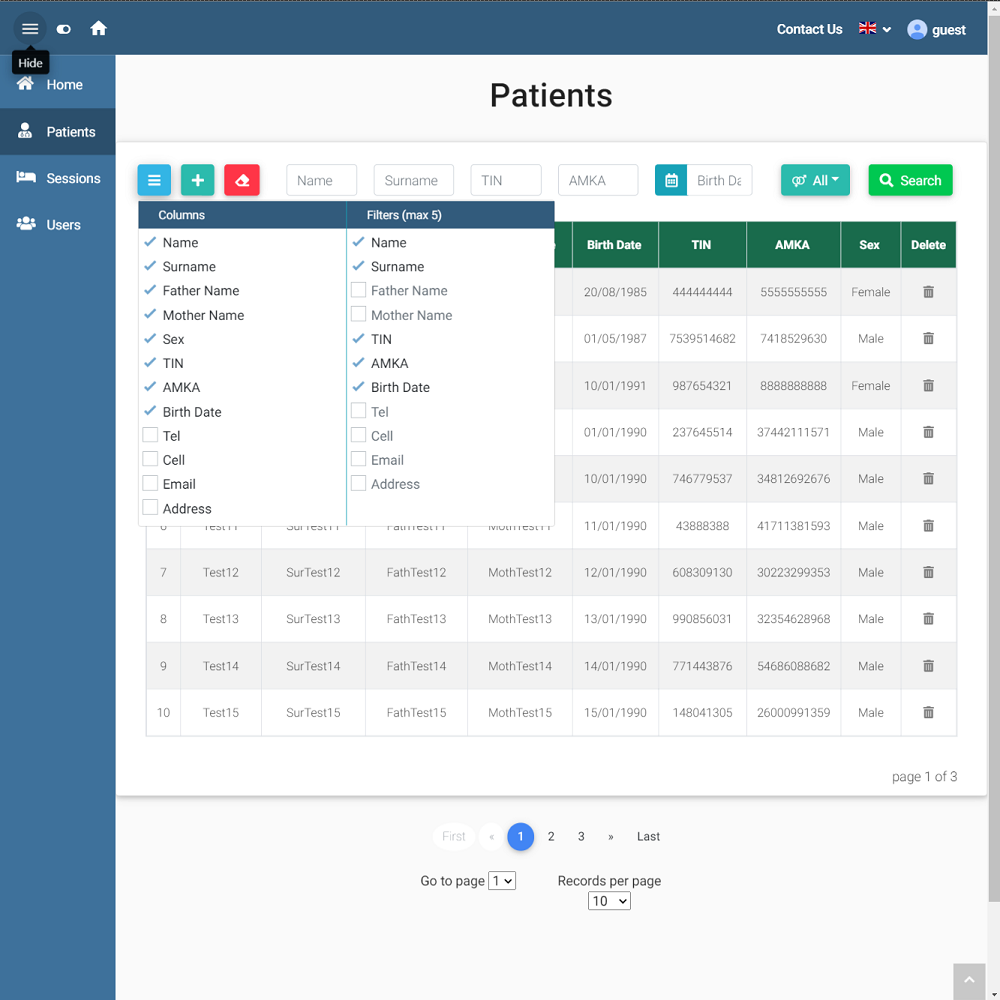 Contact Us guest
Hide
Home
Patients
Sessions
Users
Patients
Name Surname TIN AMKA Birth Da All Search
Columns Filters (max 5)
Name Name
Surname Surname
Father Name Father Name
Mother Name Mother Name
Sex TIN
TIN AMKA
AMKA Birth Date
Birth Date Tel
Tel Cell
Cell Email
Email Address
Address
Birth Date TIN AMKA Sex Delete
20/08/1985 444444444 5555555555 Female
01/05/1987 7539514682 7418529630 Male
10/01/1991 987654321 8888888888 Female
01/01/1990 237645514 37442111571 Male
10/01/1990 746779537 34812692676 Male
6 Test11 SurTest11 FathTest11 MothTest11 11/01/1990 43888388 41711381593 Male
7 Test12 SurTest12 FathTest12 MothTest12 12/01/1990 608309130 30223299353 Male
8 Test13 SurTest13 FathTest13 MothTest13 13/01/1990 990856031 32354628968 Male
9 Test14 SurTest14 FathTest14 MothTest14 14/01/1990 771443876 54686088682 Male
10 Test15 SurTest15 FathTest15 MothTest15 15/01/1990 148041305 26000991359 Male
page 1 of 3
First « 1 2 3 » Last
Go to page 1 Records per page
10